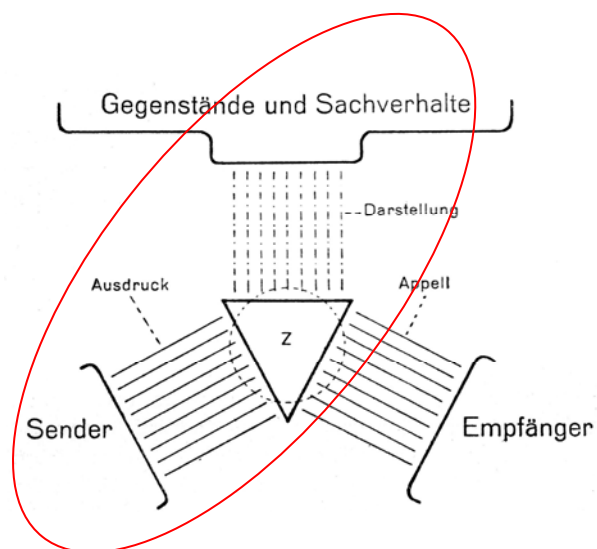 Gegenstände und Sachverhalte
Darstellung
Ausdruck
Appell
Z
Sender
Empfänger